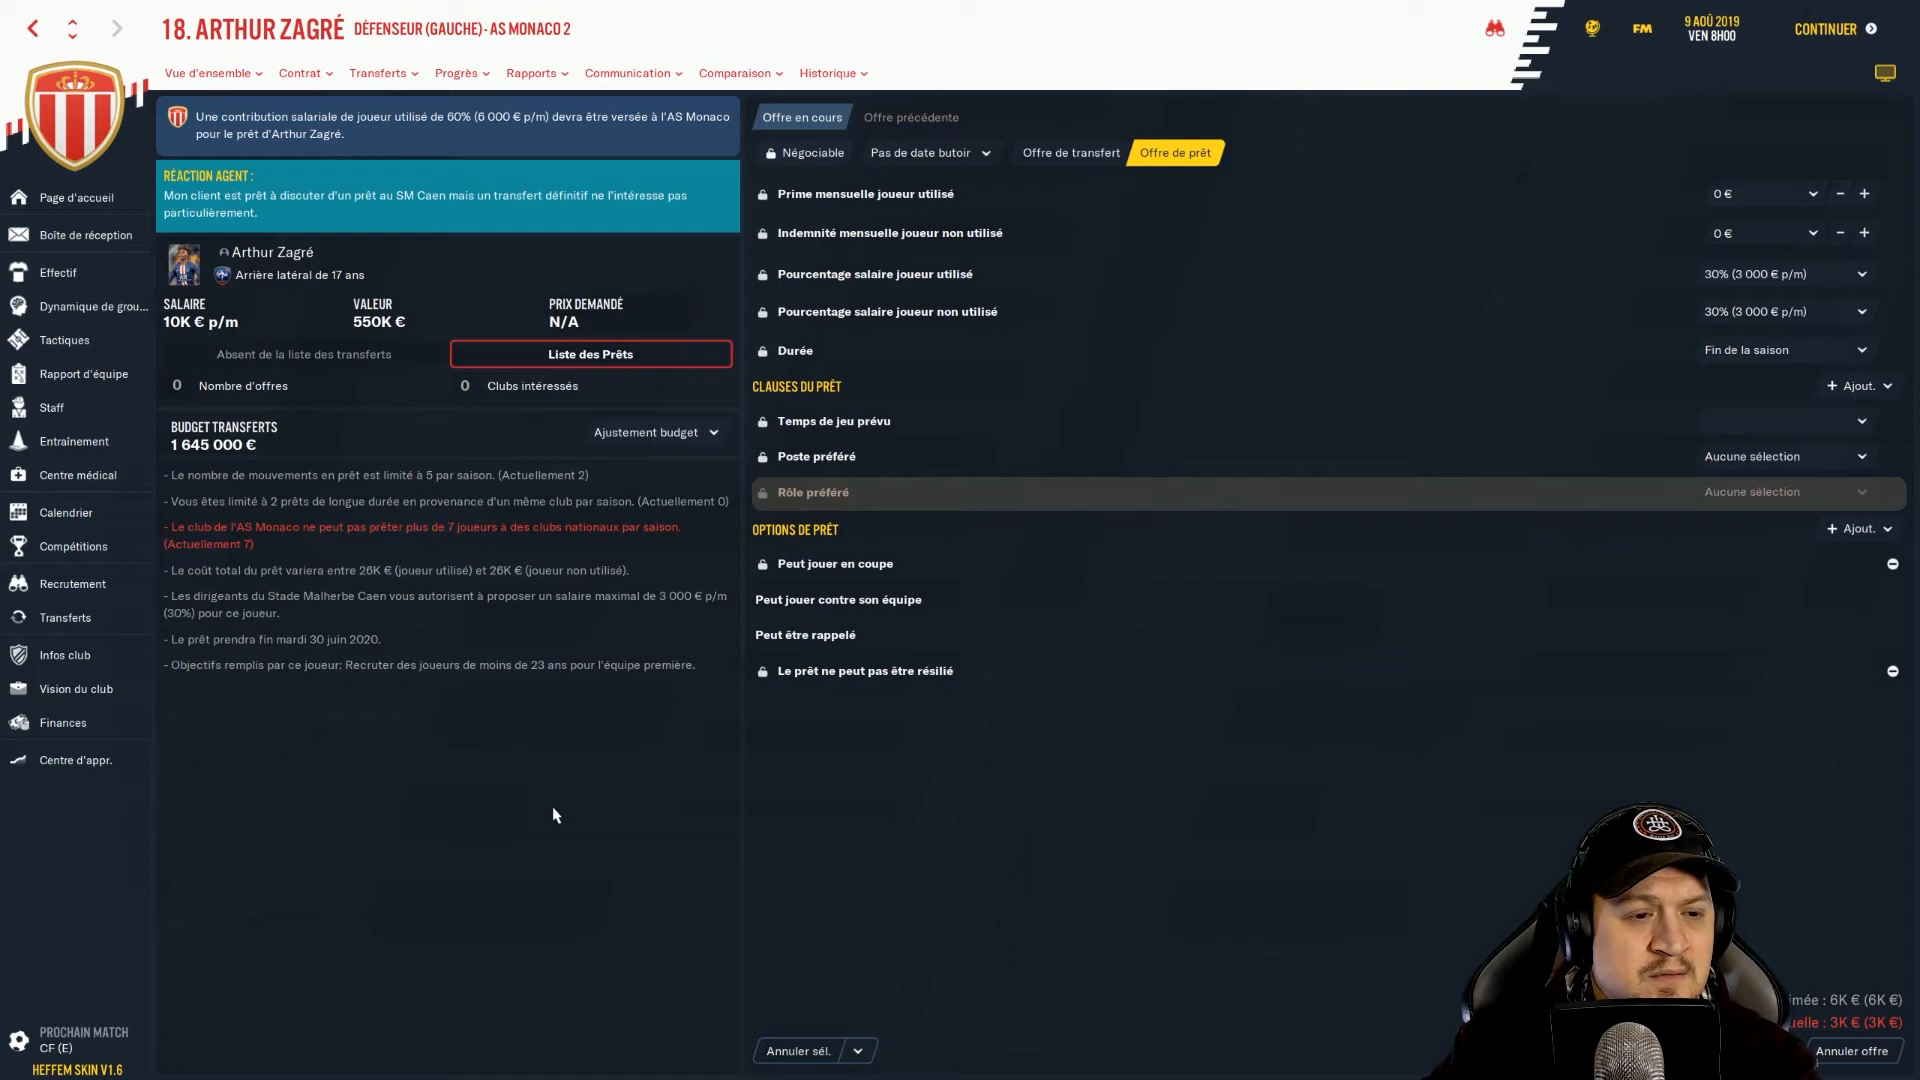 18. ARTHUR ZAGRÉ DÉFENSEUR (GAUCHE) - AS MONACO 2
FM
9 AOÛ 2019
VEN 8H00
CONTINUER
Vue d'ensemble
Contrat
Transferts
Progrès
Rapports
Communication
Comparaison
Historique
Page d'accueil
Boîte de réception
Effectif
Dynamique de grou...
Tactiques
Rapport d'équipe
Staff
Entraînement
Centre médical
Calendrier
Compétitions
Recrutement
Transferts
Infos club
Vision du club
Finances
Centre d'appr.
PROCHAIN MATCH
CF (E)
HEFFEM SKIN V1.6
Une contribution salariale de joueur utilisé de 60% (6 000 € p/m) devra être versée à l'AS Monaco
pour le prêt d'Arthur Zagré.
RÉACTION AGENT :
Mon client est prêt à discuter d'un prêt au SM Caen mais un transfert définitif ne l'intéresse pas
particulièrement.
Arthur Zagré
Arrière latéral de 17 ans
SALAIRE
10K € p/m
VALEUR
550K €
PRIX DEMANDÉ
N/A
Absent de la liste des transferts
Liste des Prêts
0 Nombre d'offres
0 Clubs intéressés
BUDGET TRANSFERTS
1 645 000 €
Ajustement budget
- Le nombre de mouvements en prêt est limité à 5 par saison. (Actuellement 2)
- Vous êtes limité à 2 prêts de longue durée en provenance d'un même club par saison. (Actuellement 0)
- Le club de l'AS Monaco ne peut pas prêter plus de 7 joueurs à des clubs nationaux par saison.
(Actuellement 7)
- Le coût total du prêt variera entre 26K € (joueur utilisé) et 26K € (joueur non utilisé).
- Les dirigeants du Stade Malherbe Caen vous autorisent à proposer un salaire maximal de 3 000 € p/m
(30%) pour ce joueur.
- Le prêt prendra fin mardi 30 juin 2020.
- Objectifs remplis par ce joueur: Recruter des joueurs de moins de 23 ans pour l'équipe première.
Offre en cours
Offre précédente
Négociable
Pas de date butoir
Offre de transfert
Offre de prêt
Prime mensuelle joueur utilisé
0 €
Indemnité mensuelle joueur non utilisé
0 €
Pourcentage salaire joueur utilisé
30% (3 000 € p/m)
Pourcentage salaire joueur non utilisé
30% (3 000 € p/m)
Durée
Fin de la saison
CLAUSES DU PRÊT
+ Ajout.
Temps de jeu prévu
Poste préféré
Aucune sélection
Rôle préféré
Aucune sélection
OPTIONS DE PRÊT
+ Ajout.
Peut jouer en coupe
Peut jouer contre son équipe
Peut être rappelé
Le prêt ne peut pas être résilié
: 6K € (6K €)
: 3K € (3K €)
Annuler sél.
Annuler offre